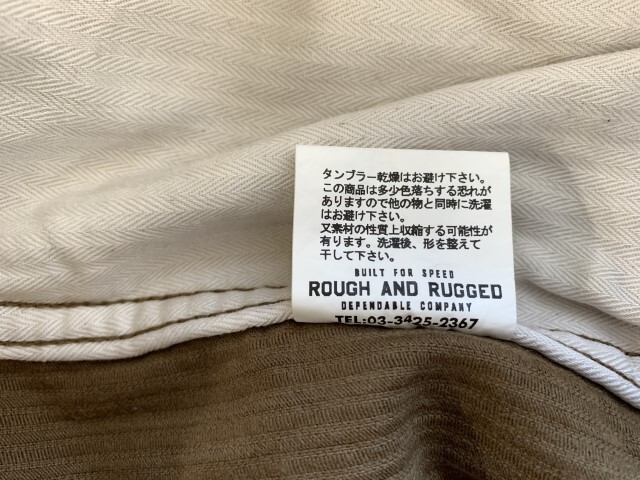 タンブラー乾燥はお避け下さい。
この商品は多少色落ちする恐れが
ありますので他の物と同時に洗濯
はお避け下さい。
又素材の性質上収縮する可能性が
有ります。洗濯後、形を整えて
干して下さい。
BUILT FOR SPEED
ROUGH AND RUGGED
DEPENDABLE COMPANY
TEL:03-3425-2367